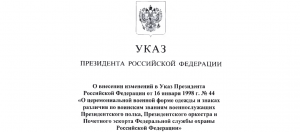 УКАЗ
ПРЕЗИДЕНТА РОССИЙСКОЙ ФЕДЕРАЦИИ
О внесении изменений в Указ Президента
Российской Федерации от 16 января 1998 г. № 44
«О церемониальной военной форме одежды и знаках
различия по воинским званиям военнослужащих
Президентского полка, Президентского оркестра и
Почетного эскорта Федеральной службы охраны
Российской Федерации»